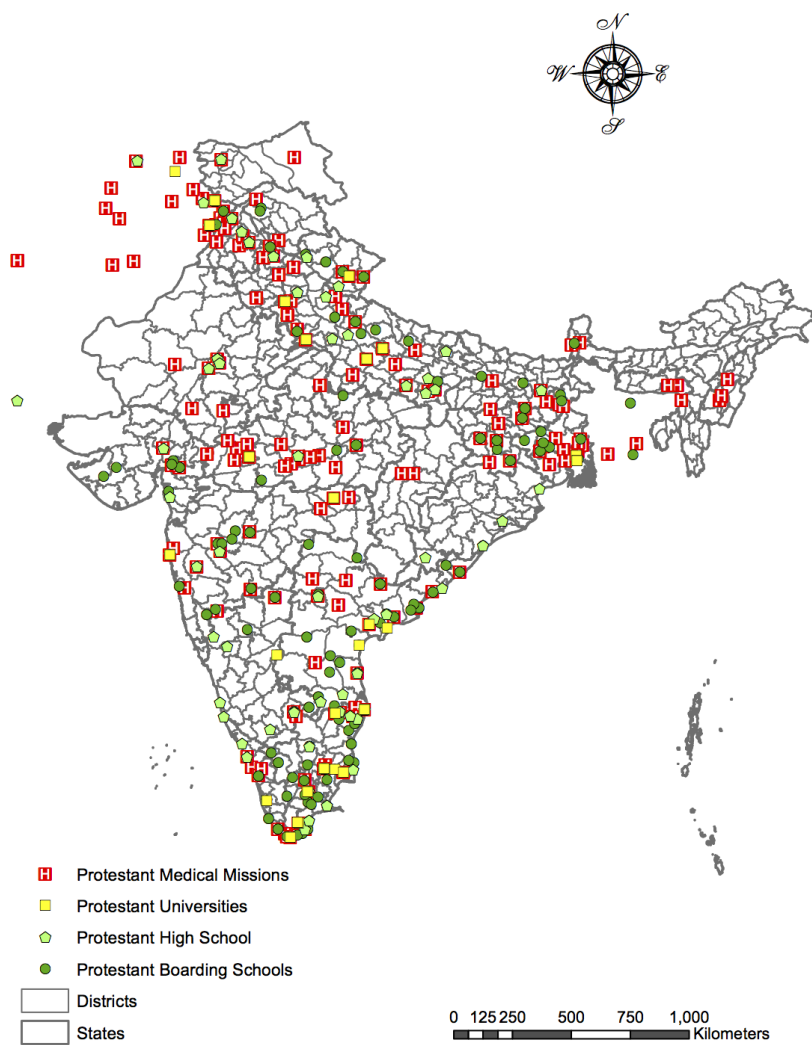 N
W E
S
Protestant Medical Missions
Protestant Universities
Protestant High School
Protestant Boarding Schools
Districts
States
0 125 250 500 750 1,000
Kilometers